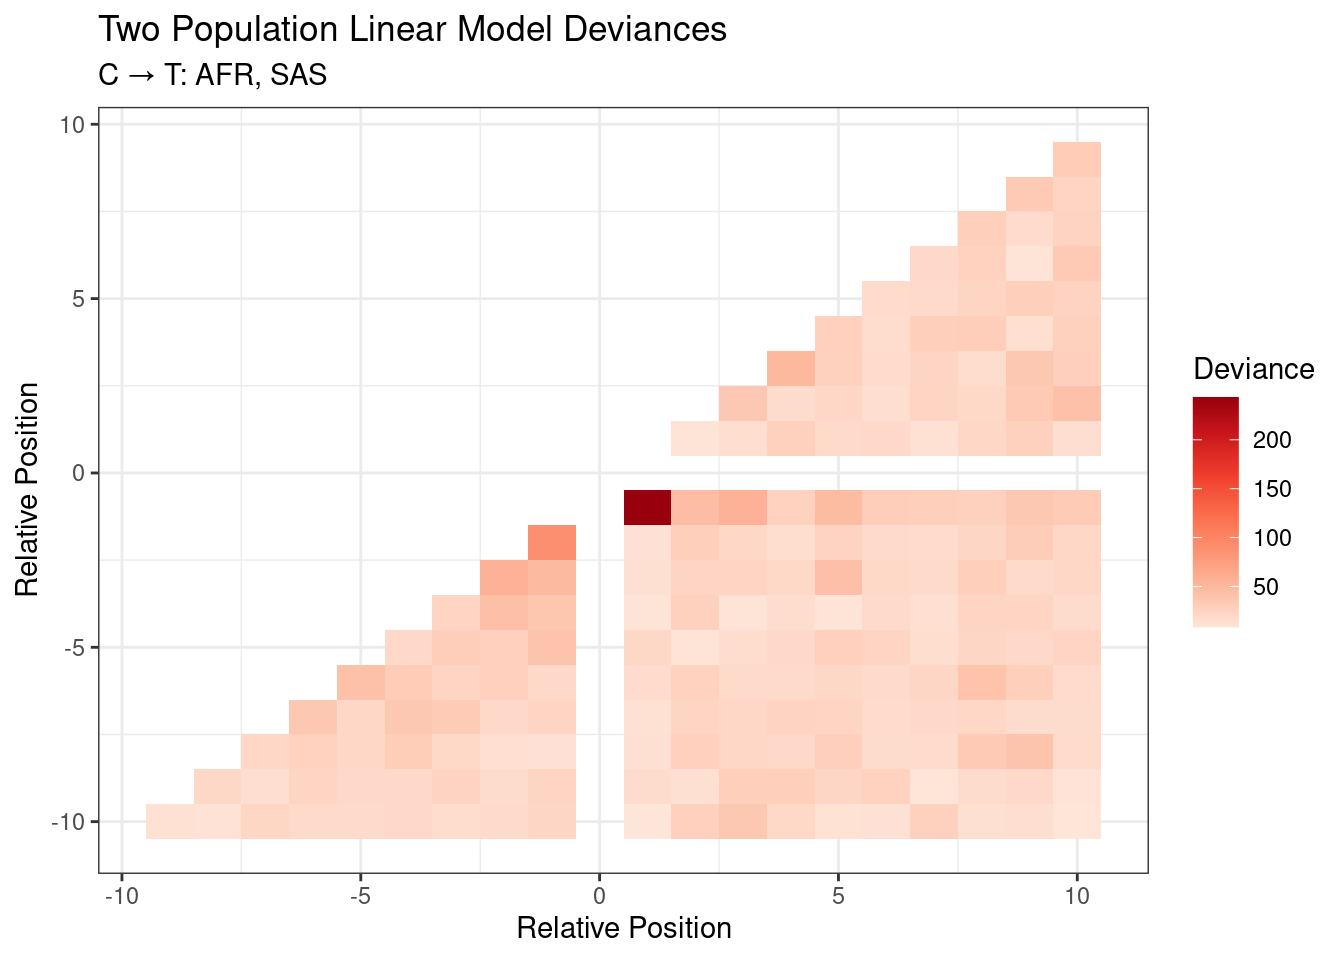 Two Population Linear Model Deviances
C → T: AFR, SAS
10
5
0
-5
-10
Relative Position
-10
-5
0
5
10
Relative Position
Deviance
200
150
100
50